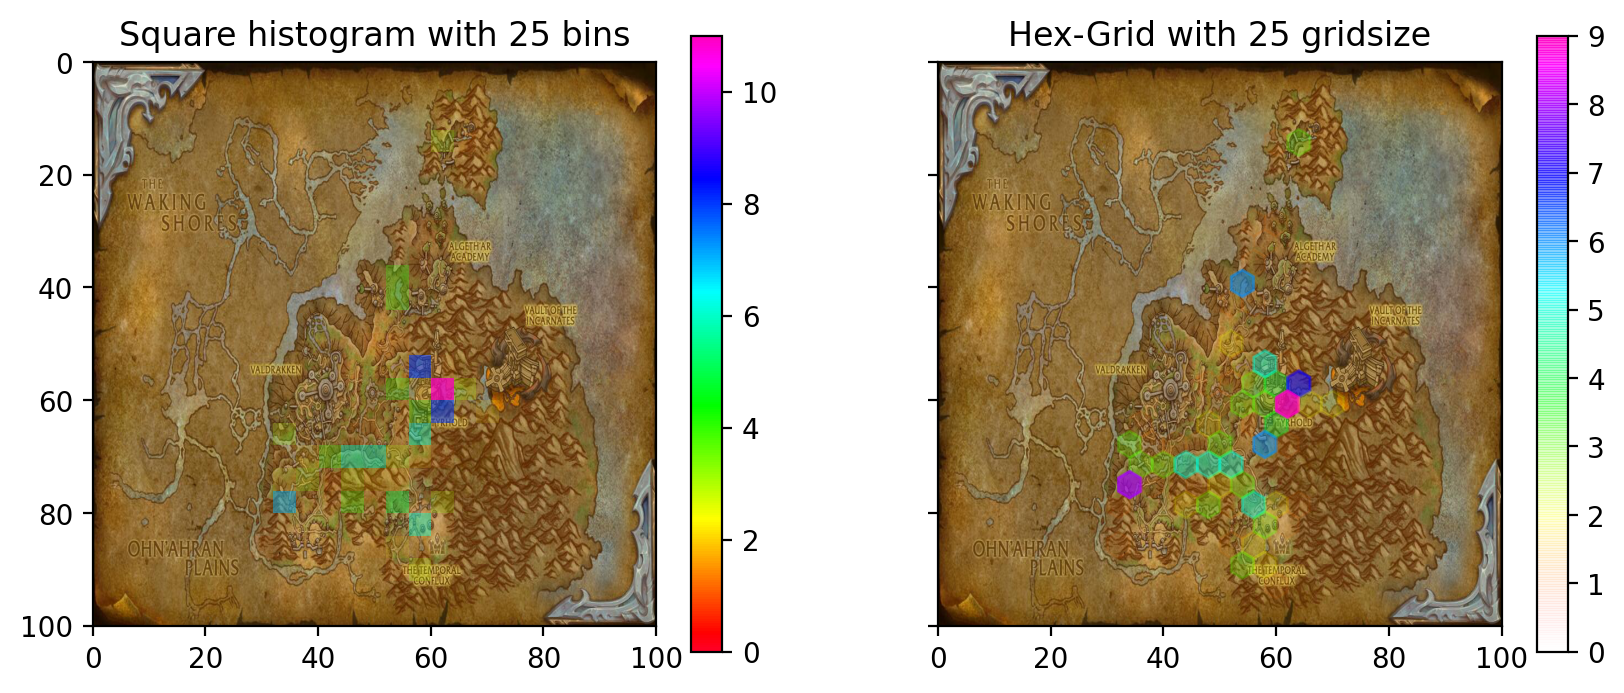 Square histogram with 25 bins
0
20
40
60
80
100
0
20
40
60
80
100
THE
WAKING
SHORES
ALGETH'AR
ACADEMY
VAULT OF THE
INCARNATES
VALDRAKKEN
OHN'AHRAN
PLAINS
THE TEMPORAL
CONFLUX
10
8
6
4
2
0
Hex-Grid with 25 gridsize
THE
WAKING
SHORES
ALGETH'AR
ACADEMY
VAULT OF THE
INCARNATES
VALDRAKKEN
OHN'AHRAN
PLAINS
THE TEMPORAL
CONFLUX
0
20
40
60
80
100
9
8
7
6
5
4
3
2
1
0